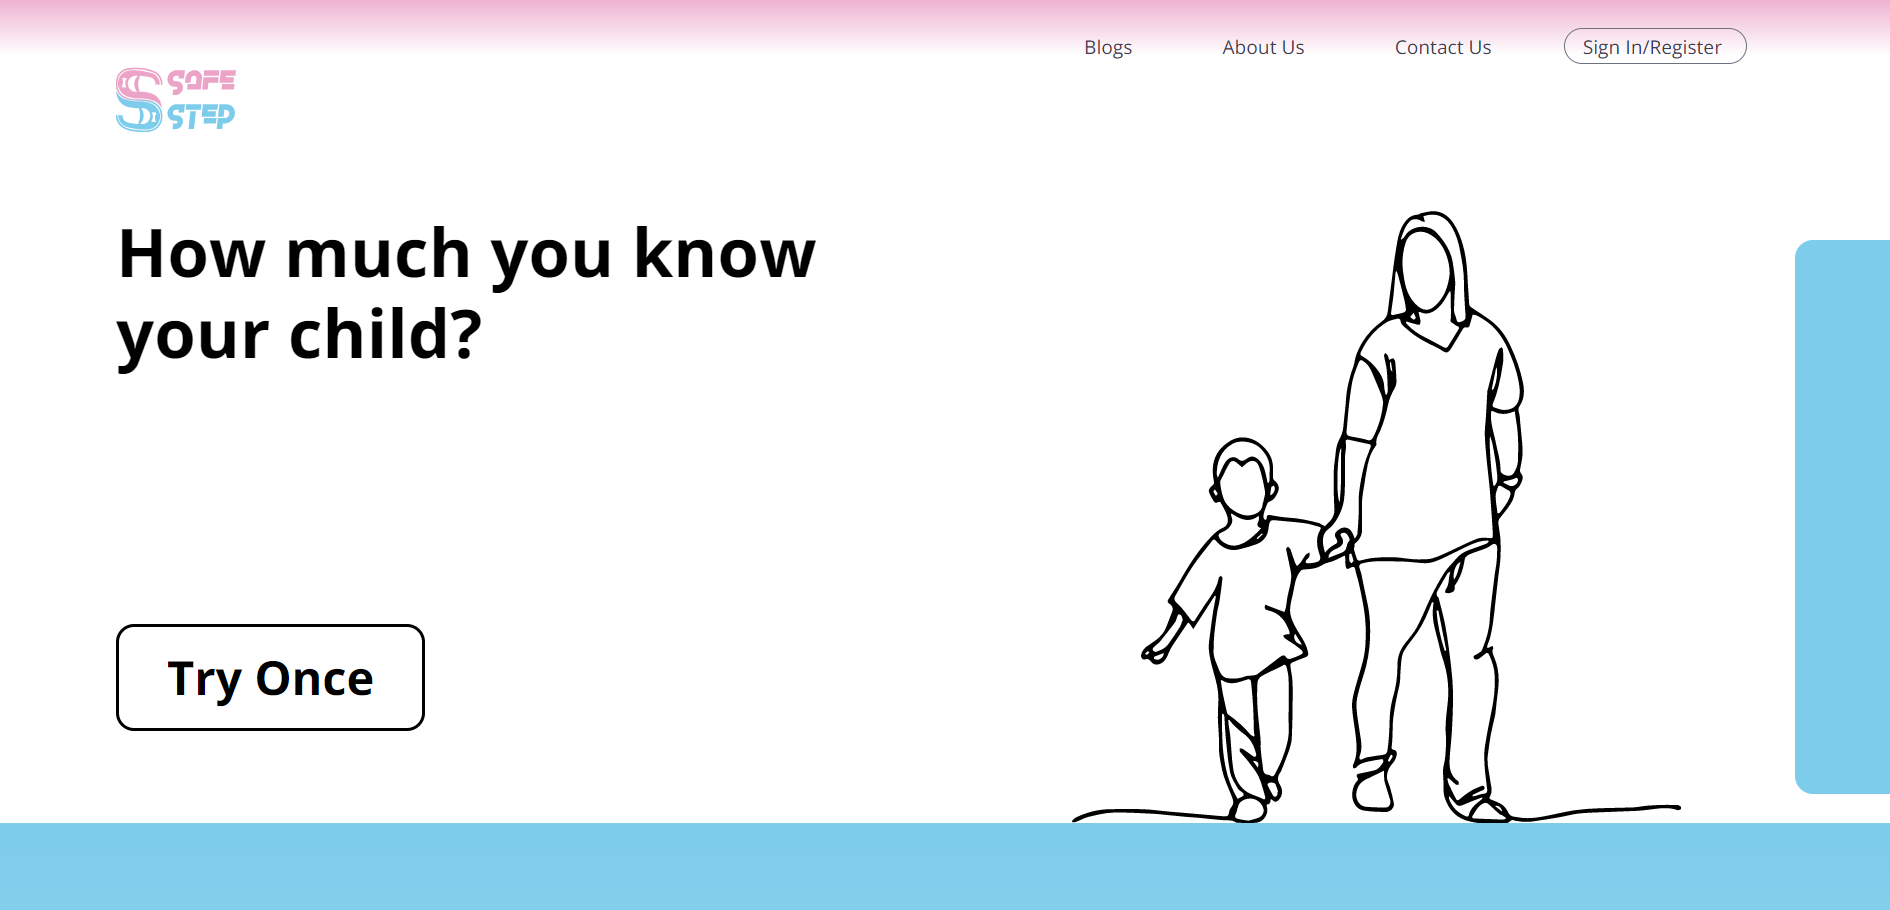 Blogs About Us Contact Us Sign In/Register
SAFE
STEP
How much you know
your child?
Try Once